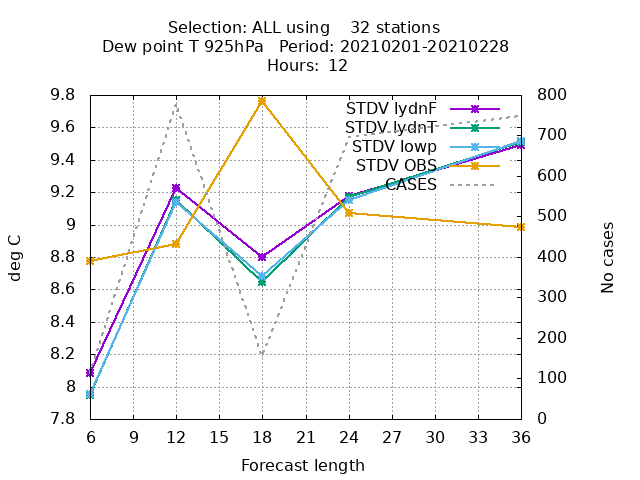 Selection: ALL using    32 stations
Dew point T 925hPa   Period: 20210201-20210228
Hours:  12
STDV lydnF
STDV lydnT
STDV lowp
STDV OBS
CASES
deg C
9.8
9.6
9.4
9.2
9
8.8
8.6
8.4
8.2
8
7.8
No cases
800
700
600
500
400
300
200
100
0
6 9 12 15 18 21 24 27 30 33 36
Forecast length